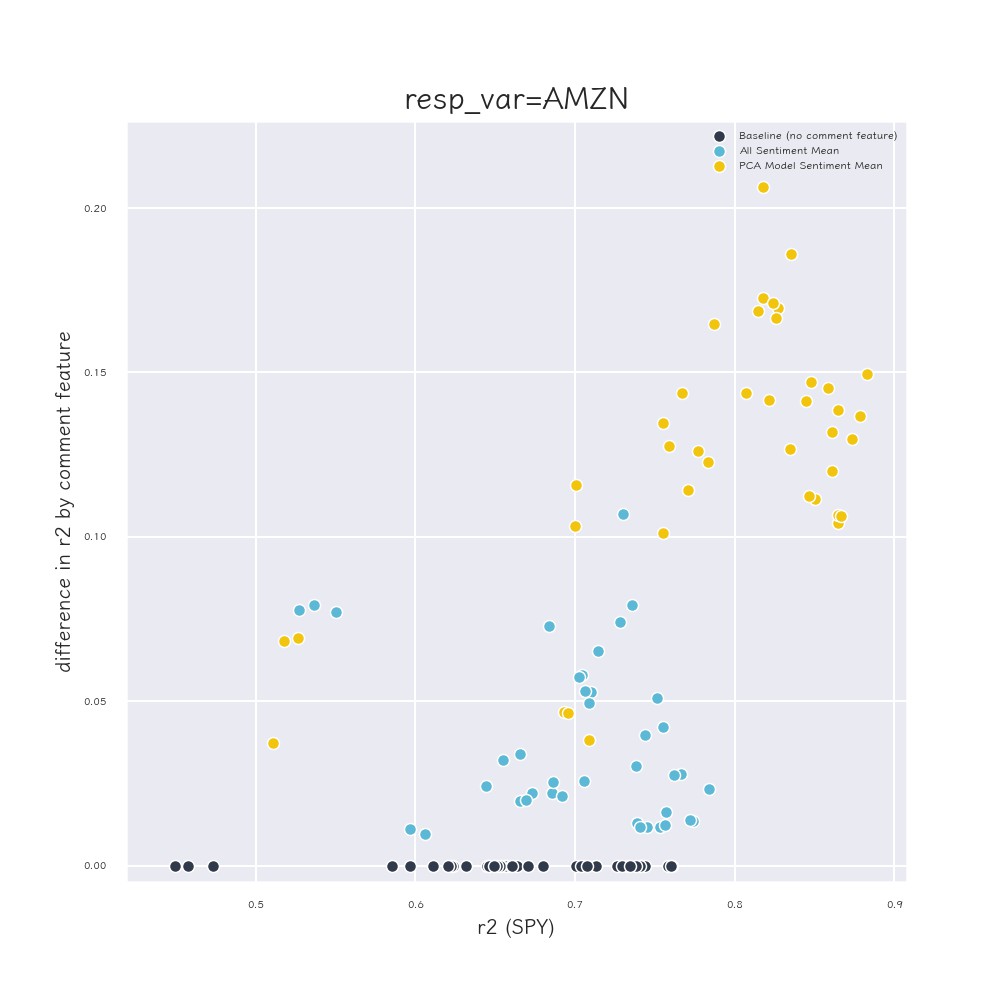 resp_var=AMZN
Baseline (no comment feature)
All Sentiment Mean
PCA Model Sentiment Mean
0.20
0.15
0.10
0.05
0.00
difference in r2 by comment feature
0.5 0.6 0.7 0.8 0.9
r2 (SPY)